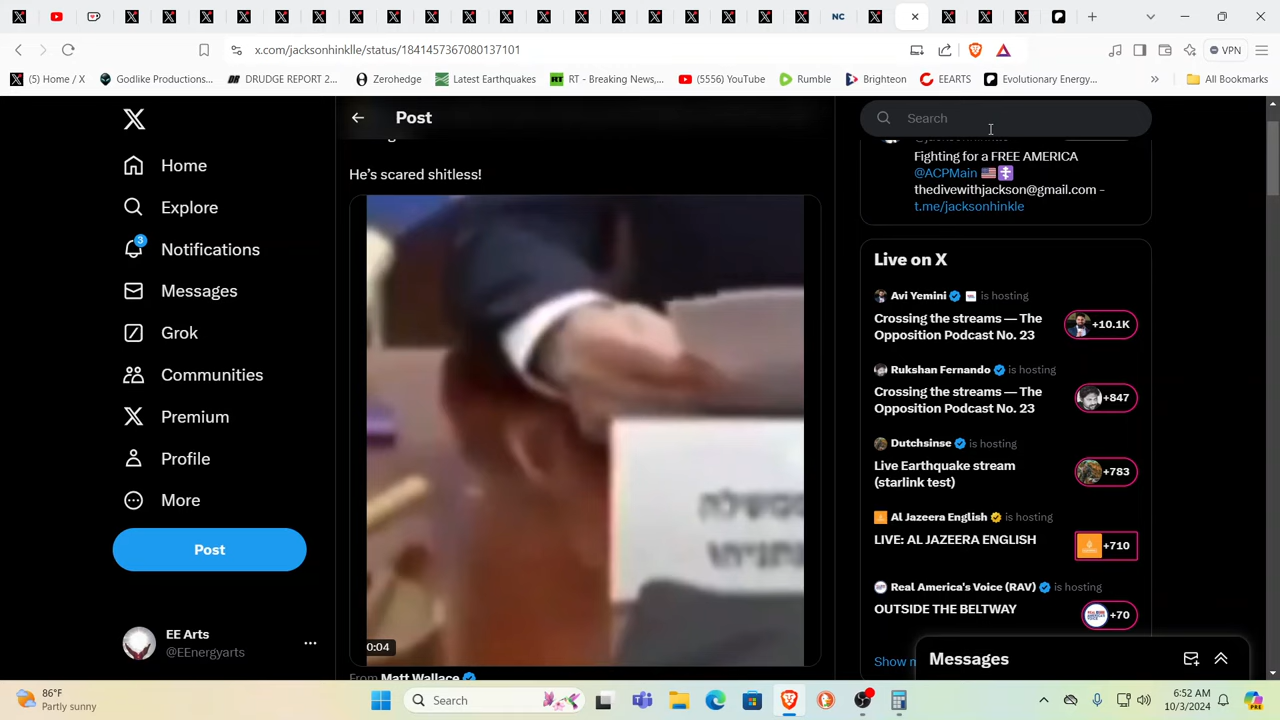 NC
x.com/jacksonhinklle/status/1841457367080137101
VPN
(5) Home / X
Godlike Productions...
DRUDGE REPORT 2...
Zerohedge
Latest Earthquakes
RT - Breaking News,...
(5556) YouTube
Rumble
Brighteon
EEARTS
Evolutionary Energy...
»
All Bookmarks
Home
Explore
3
Notifications
Messages
Grok
Communities
Premium
Profile
More
Post
EE Arts
@EEnergyarts
Post
He's scared shitless!
0:04
From Matt Wallace
Search
Fighting for a FREE AMERICA
@ACPMain
thedivewithjackson@gmail.com -
t.me/jacksonhinkle
Live on X
Avi Yemini is hosting
Crossing the streams — The
Opposition Podcast No. 23
+10.1K
Rukshan Fernando is hosting
Crossing the streams — The
Opposition Podcast No. 23
+847
Dutchsinse is hosting
Live Earthquake stream
(starlink test)
+783
Al Jazeera English is hosting
LIVE: AL JAZEERA ENGLISH
+710
Real America's Voice (RAV) is hosting
OUTSIDE THE BELTWAY
+70
Messages
86°F
Partly sunny
Search
6:52 AM
10/3/2024